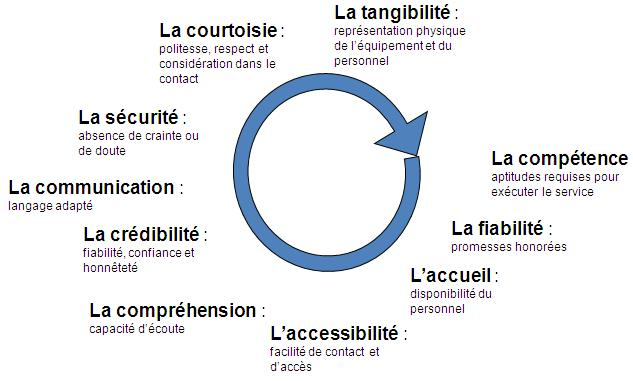 La tangibilité :
représentation physique
de l'équipement et du
personnel
La compétence
aptitudes requises pour
exécuter le service
La fiabilité :
promesses honorées
L'accueil :
disponibilité du
personnel
L'accessibilité :
facilité de contact et
d'accès
La compréhension :
capacité d'écoute
La crédibilité :
fiabilité, confiance et
honnêteté
La communication :
langage adapté
La sécurité :
absence de crainte ou
de doute
La courtoisie :
politesse, respect et
considération dans le
contact